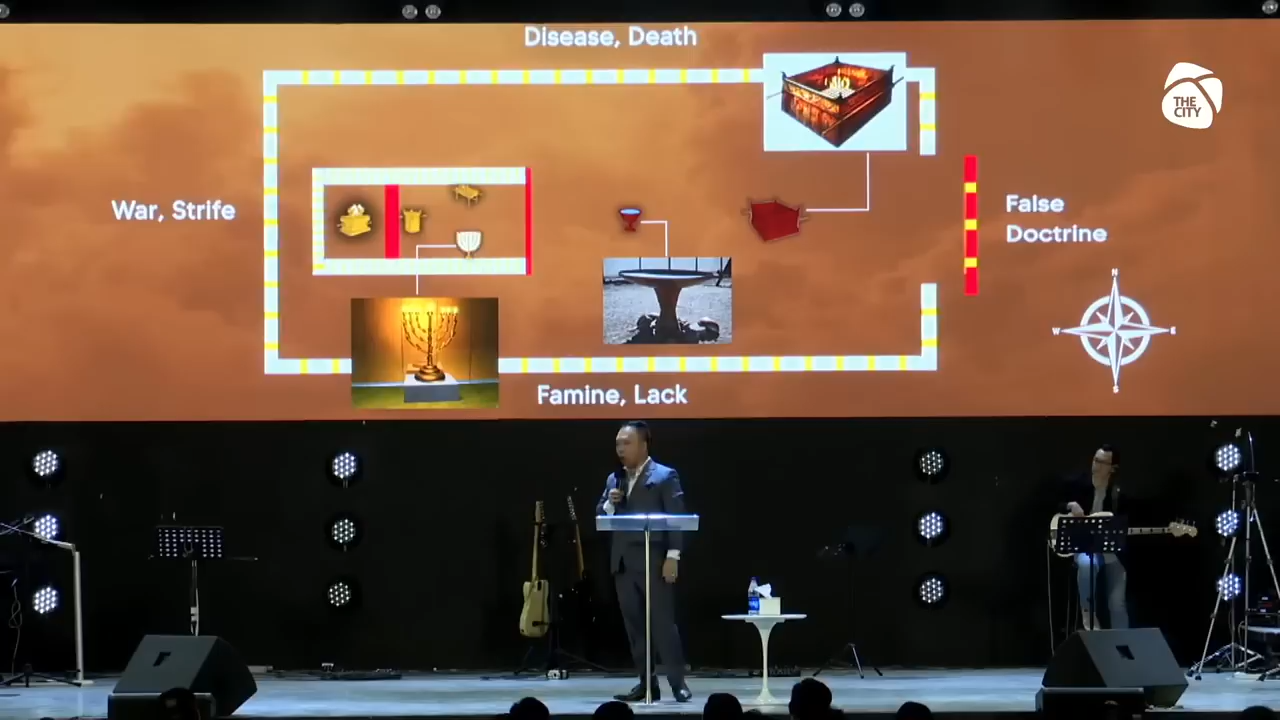 Disease, Death
THE
CITY
War, Strife
False
Doctrine
N
W
E
S
Famine, Lack